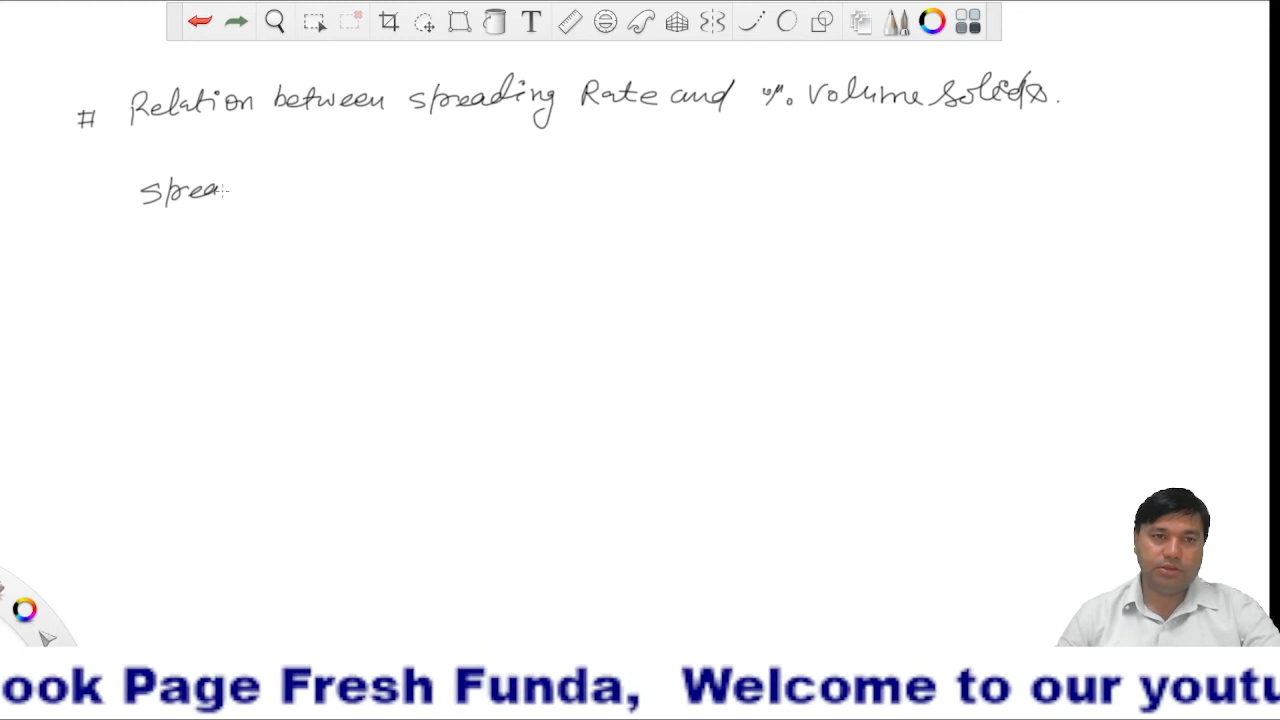 # Relation between spreading Rate and % volume solids.
sprea
ook Page Fresh Funda, Welcome to our youtu